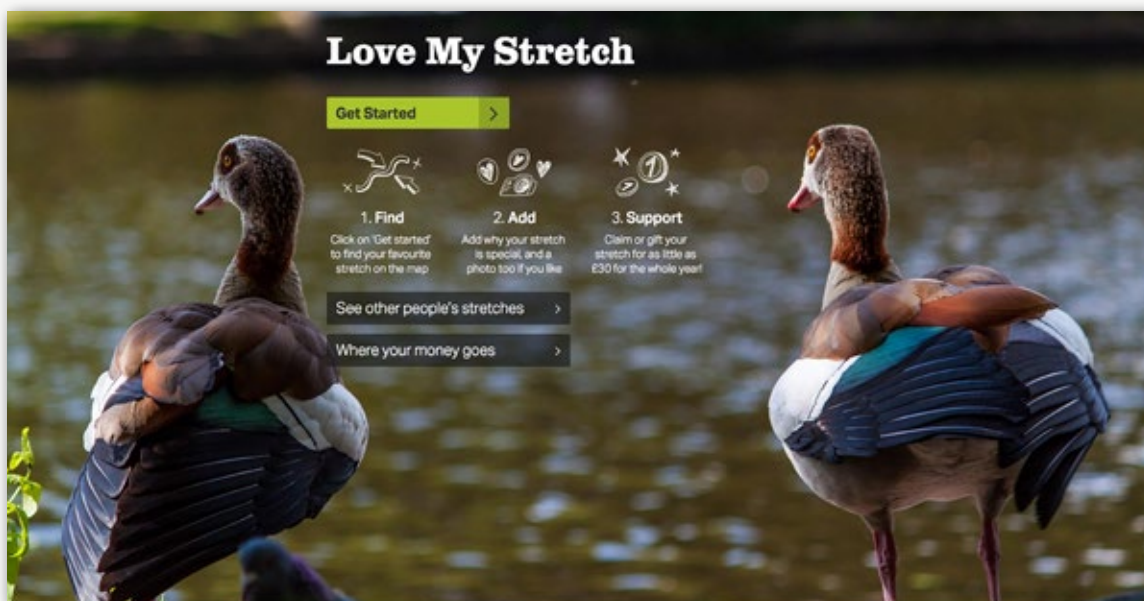 Love My Stretch
Get Started
1. Find
Click on 'Get started'
to find your favourite
stretch on the map
2. Add
Add why your stretch
is special, and a
photo too if you like
3. Support
Claim or gift your
stretch for as little as
£30 for the whole year!
See other people's stretches
Where your money goes